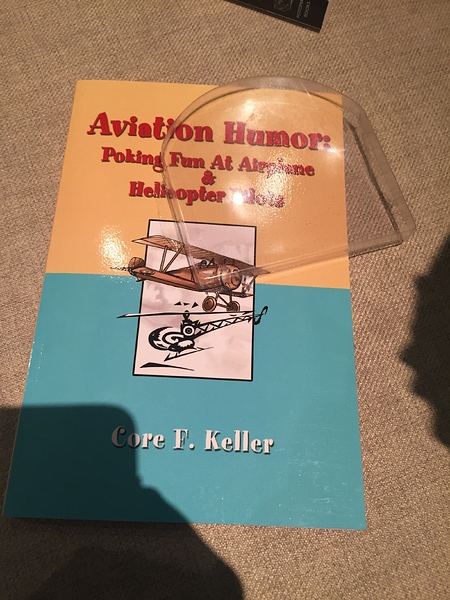 Aviation Humor:
Poking Fun At Airplane
&
Helicopter Pilots
Core F. Keller